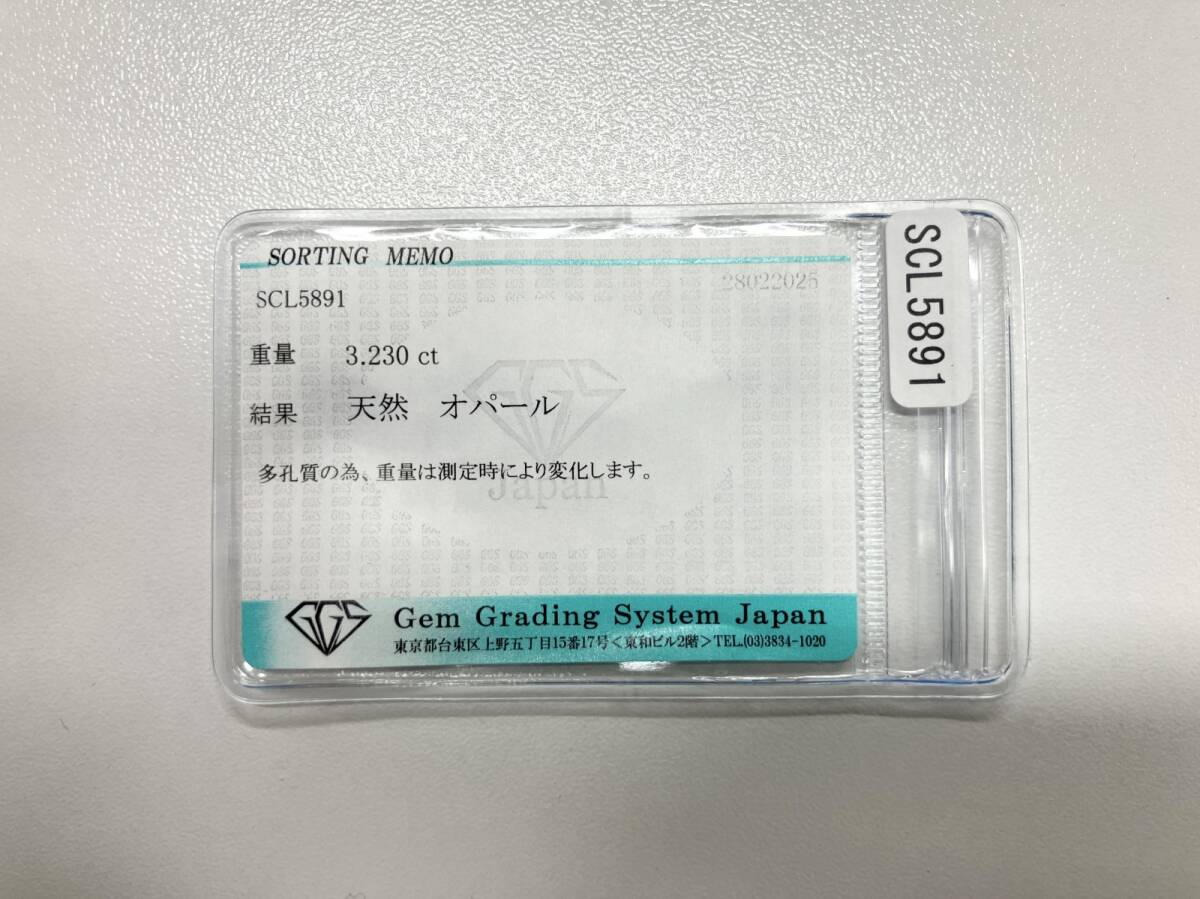 SORTING MEMO
28022025
SCL5891
重量 3.230 ct
結果 天然 オパール
多孔質の為、重量は測定時により変化します。
Japan
GGS Gem Grading System Japan
東京都台東区上野五丁目15番17号＜東和ビル2階＞TEL.(03)3834-1020
SCL5891